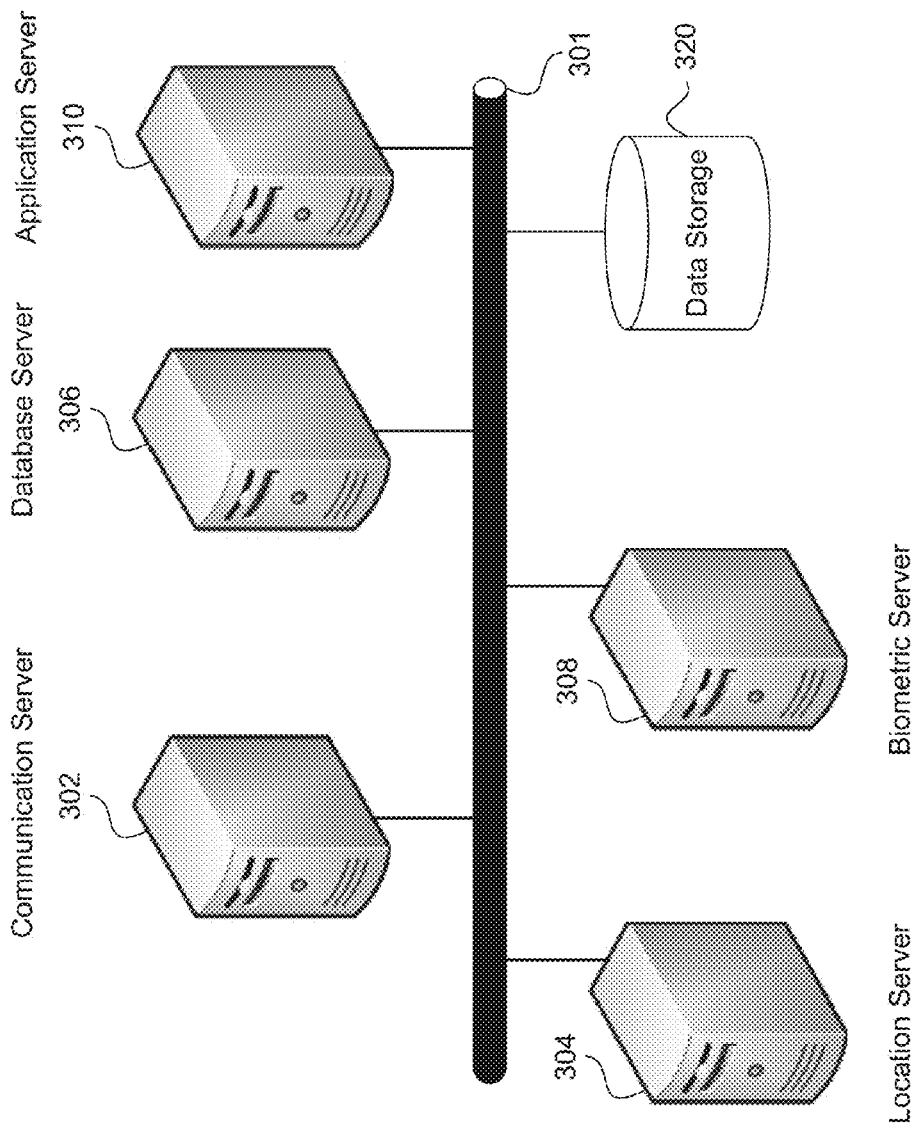 Communication Server
302
Database Server
306
Application Server
310
301
304
Location Server
308
Biometric Server
320
Data Storage